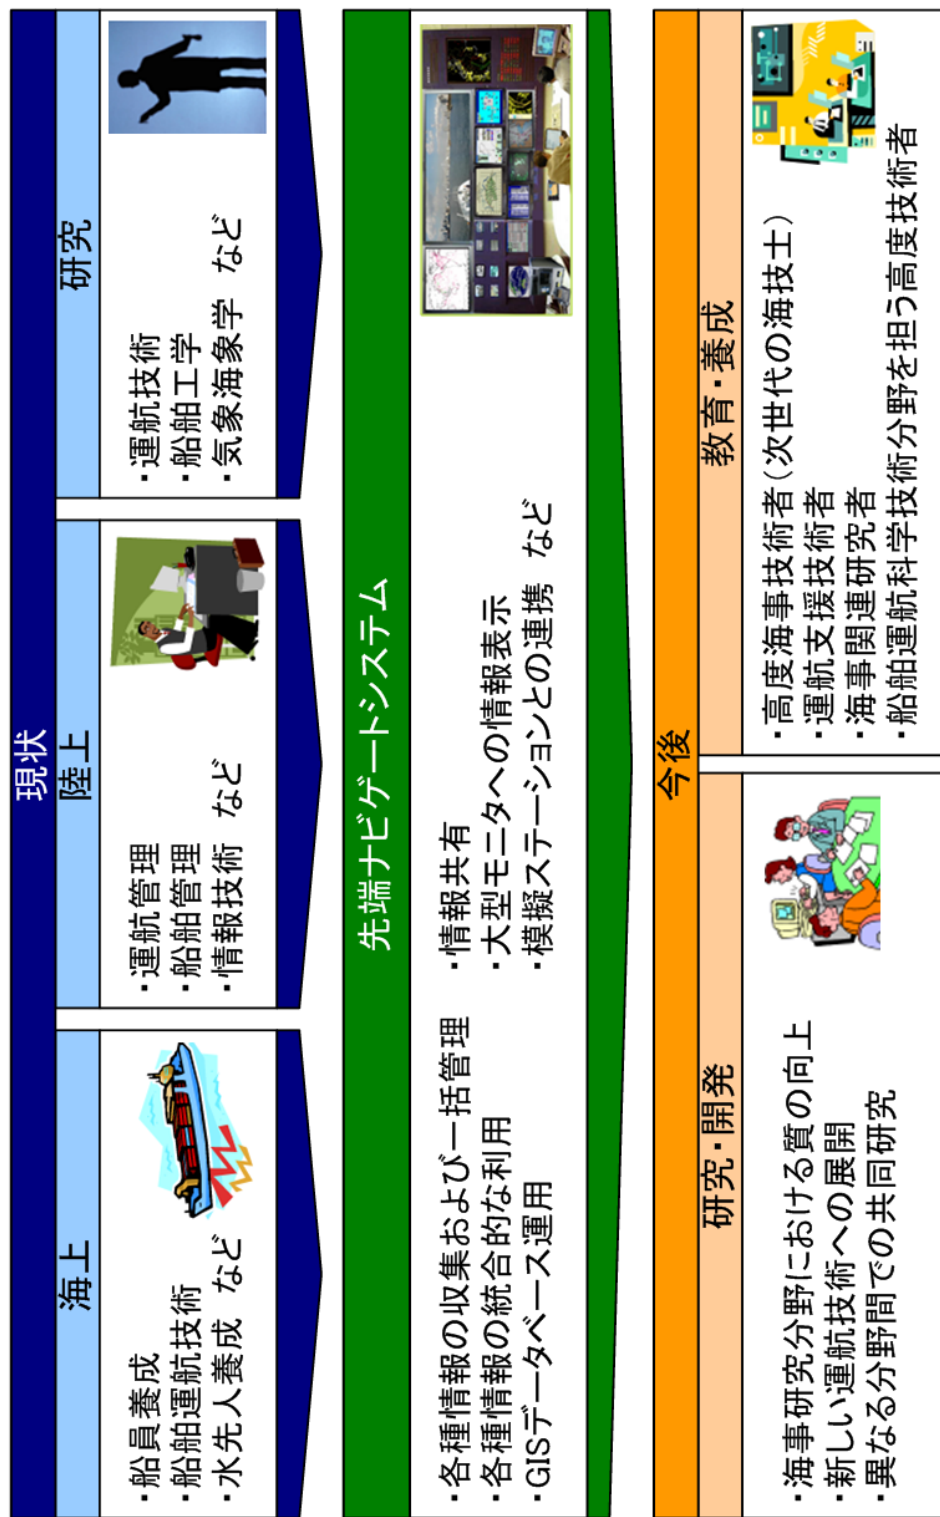 現状
海上
・船員養成
・船舶運航技術
・水先人養成 など
陸上
・運航管理
・船舶管理
・情報技術 など
研究
・運航技術
・船舶工学
・気象海象学 など
先端ナビゲートシステム
・各種情報の収集および一括管理
・各種情報の統合的な利用
・GISデータベース運用
・情報共有
・大型モニタへの情報表示
・模擬ステーションとの連携 など
今後
研究・開発
・海事研究分野における質の向上
・新しい運航技術への展開
・異なる分野間での共同研究
教育・養成
・高度海事技術者(次世代の海技士)
・運航支援技術者
・海事関連研究者
・船舶運航科学技術分野を担う高度技術者